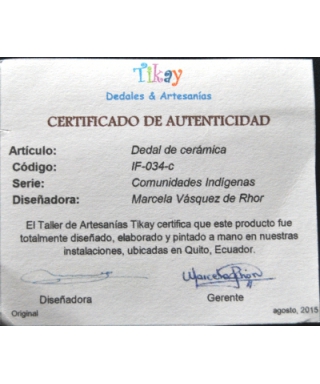 Tikay
Dedales & Artesanías
CERTIFICADO DE AUTENTICIDAD
Artículo: Dedal de cerámica
Código: IF-034-c
Serie: Comunidades Indígenas
Diseñadora: Marcela Vásquez de Rhor
El Taller de Artesanías Tikay certifica que este producto fue
totalmente diseñado, elaborado y pintado a mano en nuestras
instalaciones, ubicadas en Quito, Ecuador.
Diseñadora Gerente
Original agosto, 2015